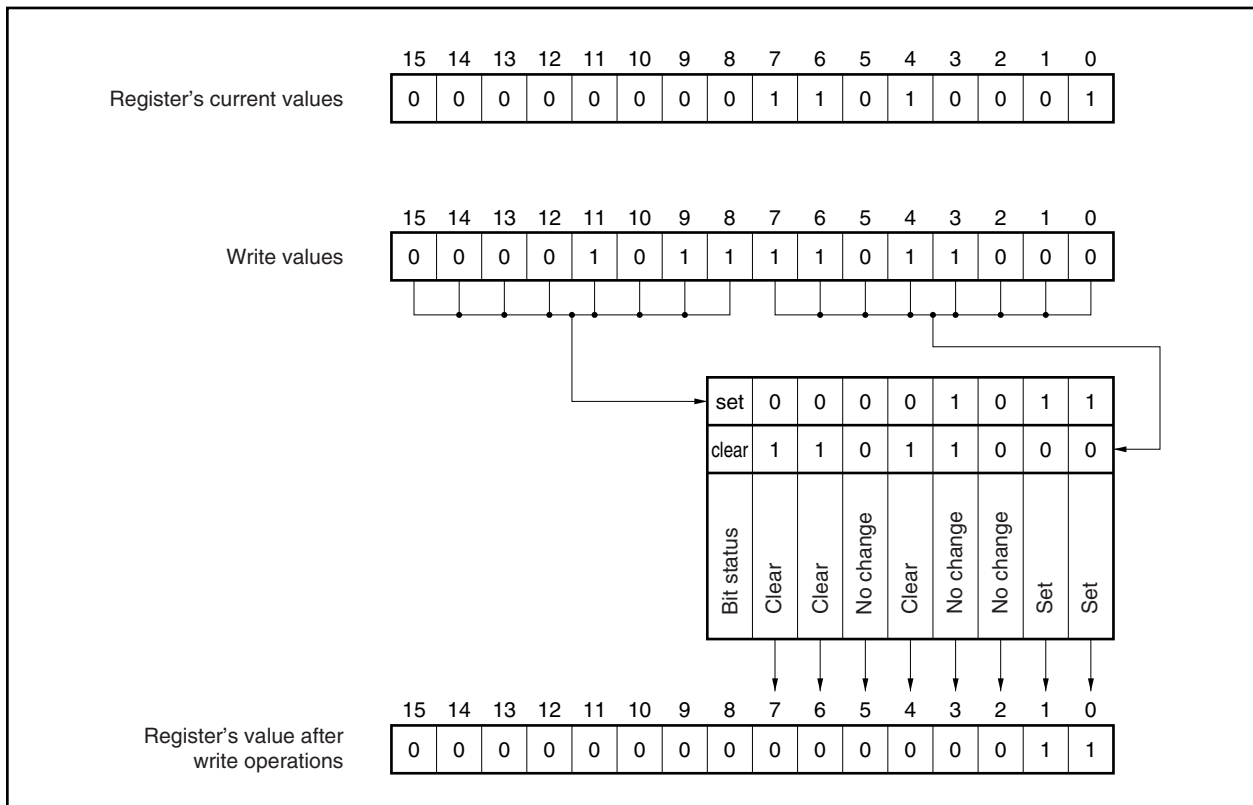 15 14 13 12 11 10 9 8 7 6 5 4 3 2 1 0
Register's current values 0 0 0 0 0 0 0 0 1 1 0 1 0 0 0 1
15 14 13 12 11 10 9 8 7 6 5 4 3 2 1 0
Write values 0 0 0 0 1 0 1 1 1 1 0 1 1 0 0 0
set 0 0 0 0 1 0 1 1
clear 1 1 0 1 1 0 0 0
Bit status Clear Clear No change Clear No change No change Set Set
15 14 13 12 11 10 9 8 7 6 5 4 3 2 1 0
Register's value after
write operations 0 0 0 0 0 0 0 0 0 0 0 0 0 0 1 1